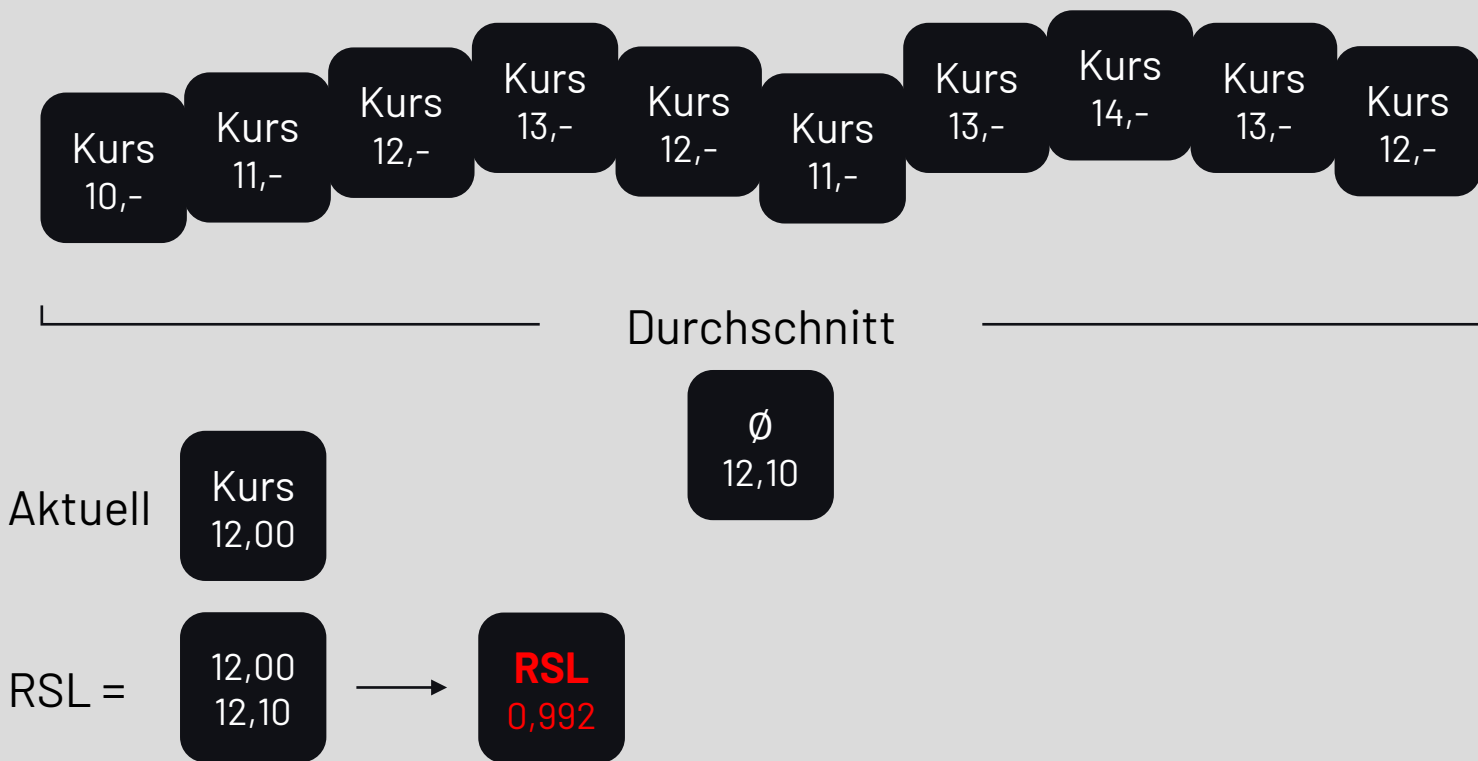 Kurs
10,-
Kurs
11,-
Kurs
12,-
Kurs
13,-
Kurs
12,-
Kurs
11,-
Kurs
13,-
Kurs
14,-
Kurs
13,-
Kurs
12,-
Durchschnitt
Ø
12,10
Aktuell
Kurs
12,00
RSL =
12,00
12,10
RSL
0,992